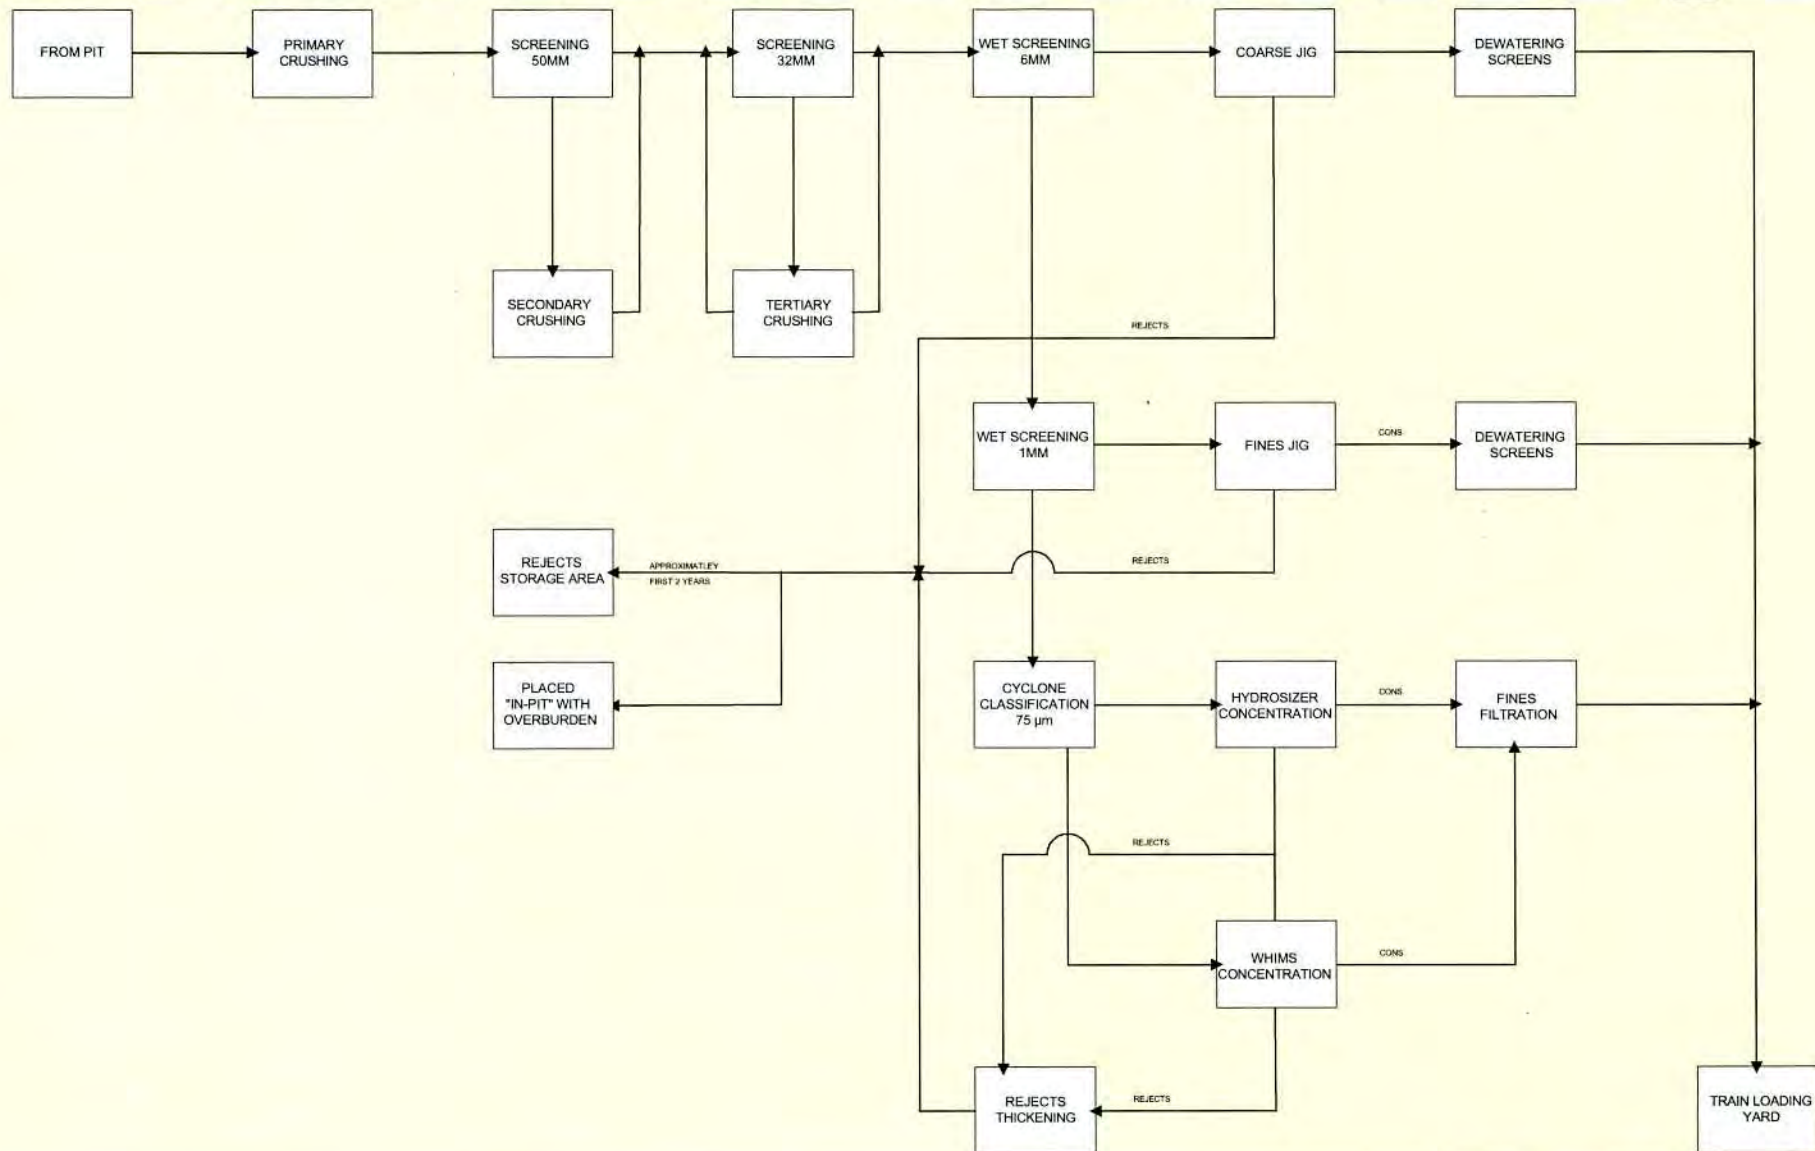 FROM PIT
PRIMARY
CRUSHING
SCREENING
50MM
SCREENING
32MM
WET SCREENING
6MM
COARSE JIG
DEWATERING
SCREENS
SECONDARY
CRUSHING
TERTIARY
CRUSHING
REJECTS
WET SCREENING
1MM
FINES JIG
CONS
DEWATERING
SCREENS
REJECTS
STORAGE AREA
APPROXIMATLEY
FIRST 2 YEARS
REJECTS
PLACED
"IN-PIT" WITH
OVERBURDEN
CYCLONE
CLASSIFICATION
75 µm
HYDROSIZER
CONCENTRATION
CONS
FINES
FILTRATION
REJECTS
WHIMS
CONCENTRATION
CONS
REJECTS
THICKENING
REJECTS
TRAIN LOADING
YARD